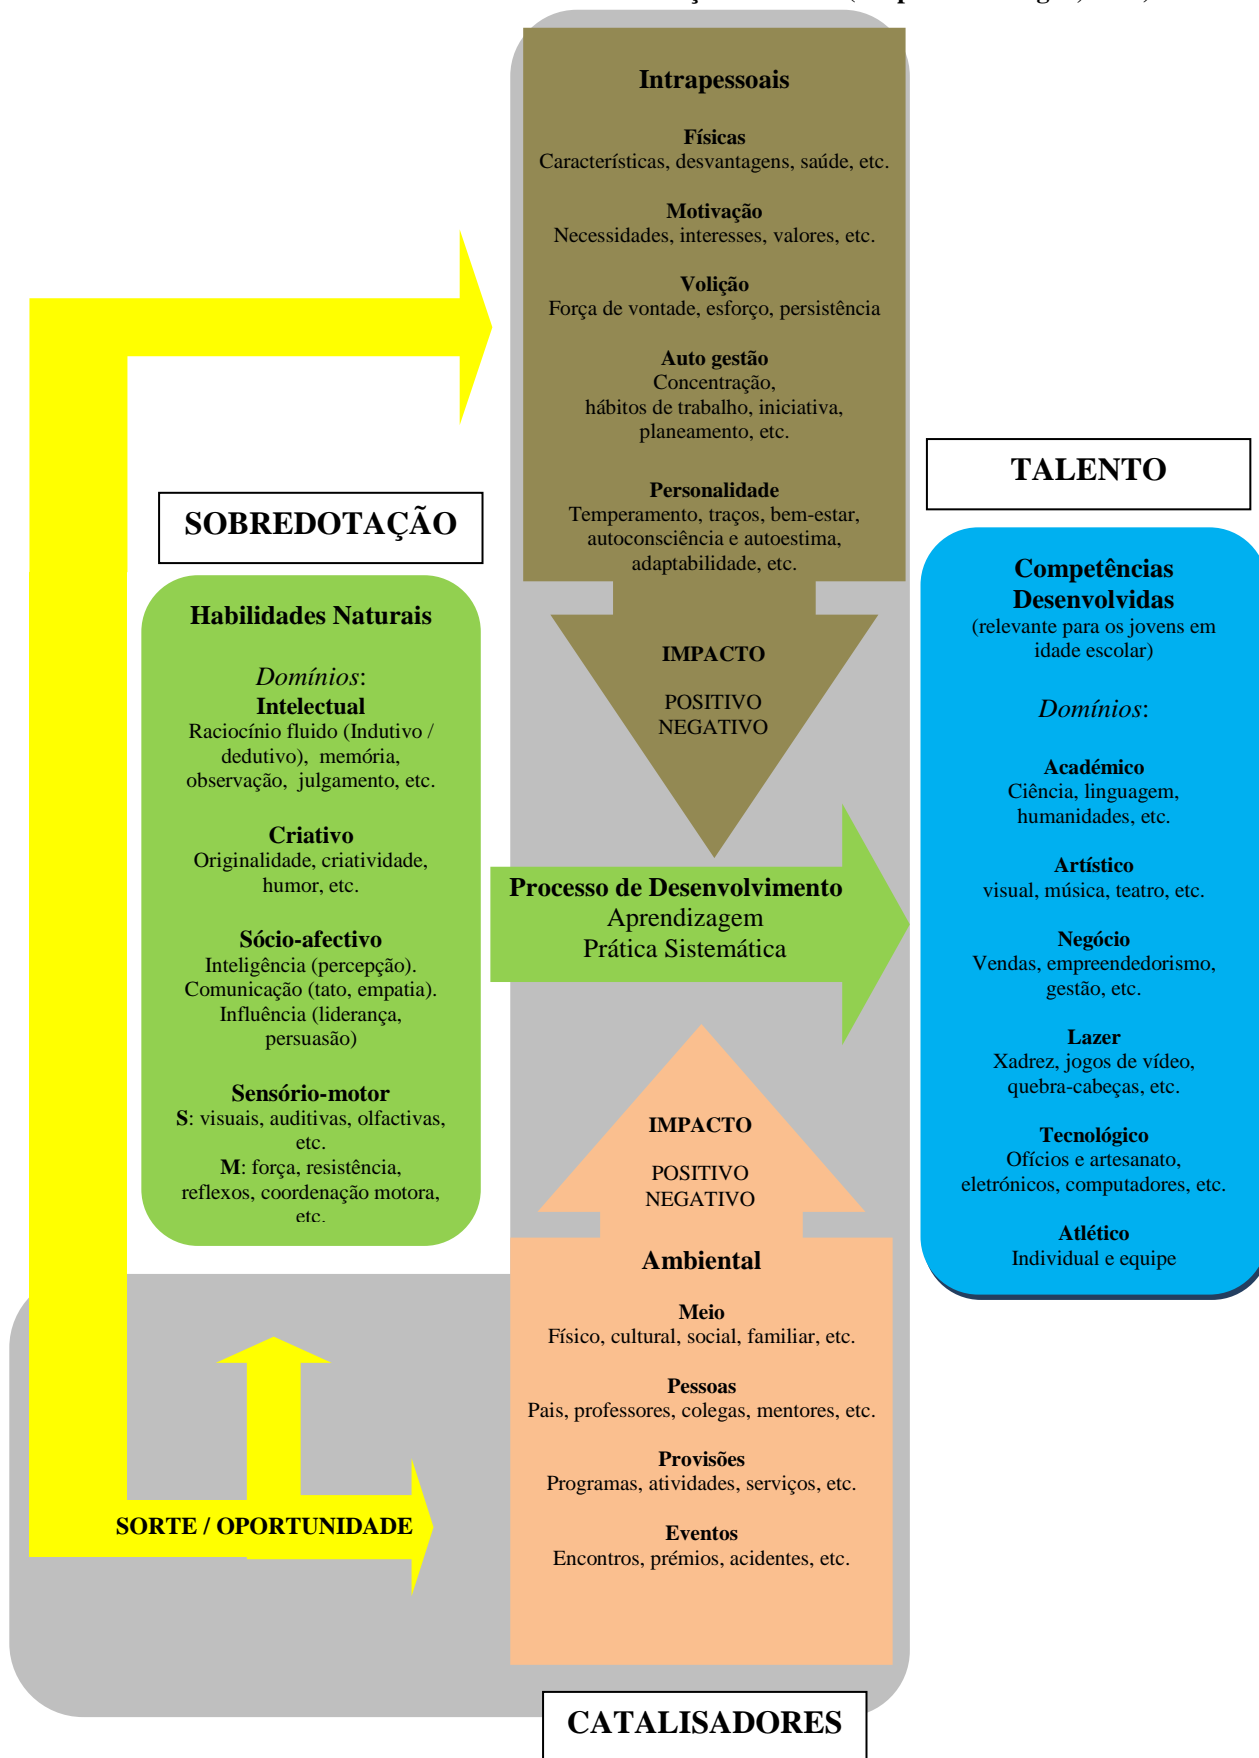 Intrapessoais
Físicas
Características, desvantagens, saúde, etc.
Motivação
Necessidades, interesses, valores, etc.
Volição
Força de vontade, esforço, persistência
Auto gestão
Concentração,
hábitos de trabalho, iniciativa,
planeamento, etc.
Personalidade
Temperamento, traços, bem-estar,
autoconsciência e autoestima,
adaptabilidade, etc.
IMPACTO
POSITIVO
NEGATIVO
SOBREDOTAÇÃO
Habilidades Naturais
Domínios:
Intelectual
Raciocínio fluido (Indutivo /
dedutivo), memória,
observação, julgamento, etc.
Criativo
Originalidade, criatividade,
humor, etc.
Sócio-afectivo
Inteligência (percepção).
Comunicação (tato, empatia).
Influência (liderança,
persuasão)
Sensório-motor
S: visuais, auditivas, olfactivas,
etc.
M: força, resistência,
reflexos, coordenação motora,
etc.
Processo de Desenvolvimento
Aprendizagem
Prática Sistemática
TALENTO
Competências
Desenvolvidas
(relevante para os jovens em
idade escolar)
Domínios:
Académico
Ciência, linguagem,
humanidades, etc.
Artístico
visual, música, teatro, etc.
Negócio
Vendas, empreendedorismo,
gestão, etc.
Lazer
Xadrez, jogos de vídeo,
quebra-cabeças, etc.
Tecnológico
Ofícios e artesanato,
eletrónicos, computadores, etc.
Atlético
Individual e equipe
IMPACTO
POSITIVO
NEGATIVO
Ambiental
Meio
Físico, cultural, social, familiar, etc.
Pessoas
Pais, professores, colegas, mentores, etc.
Provisões
Programas, atividades, serviços, etc.
Eventos
Encontros, prémios, acidentes, etc.
SORTE / OPORTUNIDADE
CATALISADORES